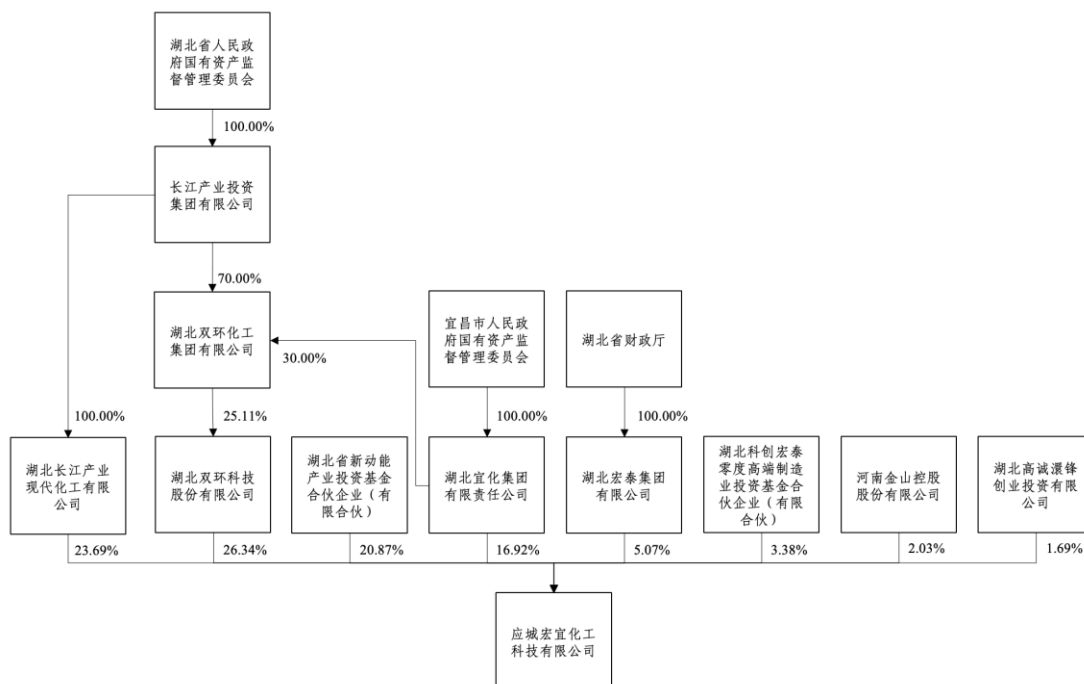 湖北省人民政
府国有资产监
督管理委员会
100.00%
长江产业投资
集团有限公司
70.00%
湖北双环化工
集团有限公司
30.00%
宜昌市人民政
府国有资产监
督管理委员会
湖北省财政厅
100.00%
25.11%
100.00%
100.00%
湖北长江产业
现代化工有限
公司
湖北双环科技
股份有限公司
湖北省新动能
产业投资基金
合伙企业（有
限合伙）
湖北宜化集团
有限责任公司
湖北宏泰集团
有限公司
湖北科创宏泰
零度高端制造
业投资基金合
伙企业（有限
合伙）
河南金山控股
股份有限公司
湖北高诚澴锋
创业投资有限
公司
23.69%
26.34%
20.87%
16.92%
5.07%
3.38%
2.03%
1.69%
应城宏宜化工
科技有限公司